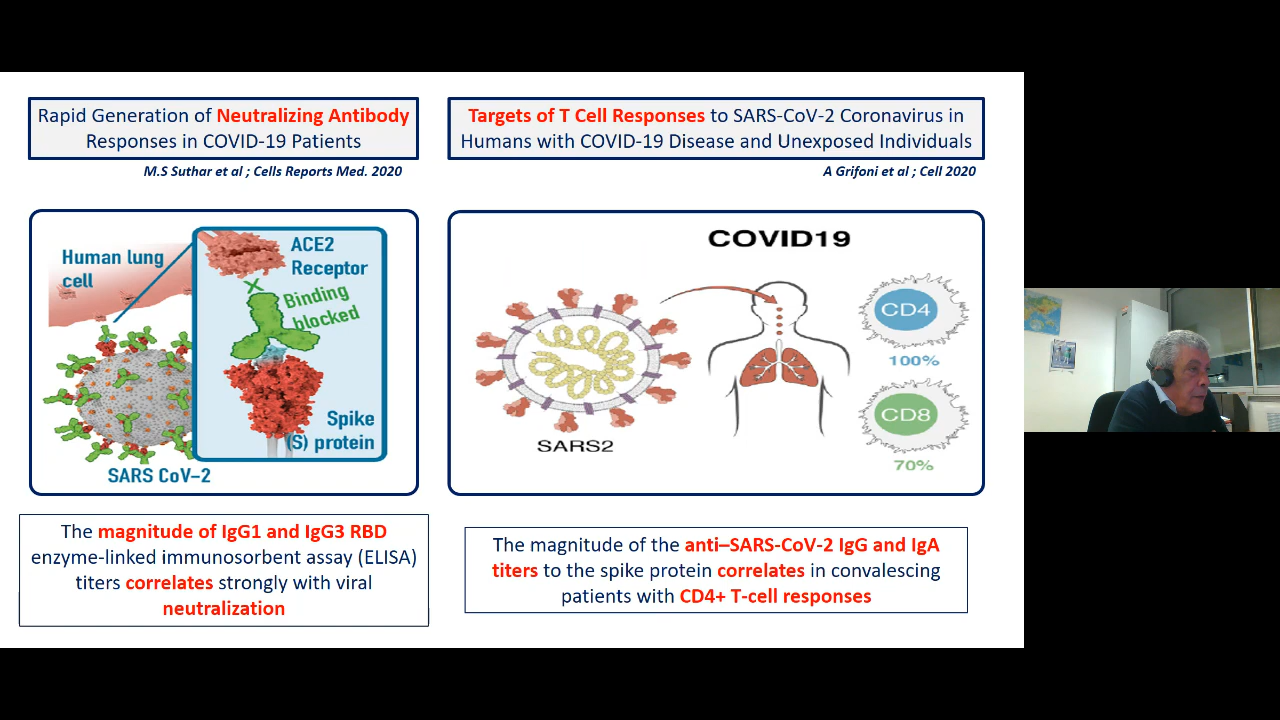 Rapid Generation of Neutralizing Antibody
Responses in COVID-19 Patients
M.S Suthar et al ; Cells Reports Med. 2020
Human lung
cell
ACE2
Receptor
Binding
blocked
Spike
(S) protein
SARS CoV–2
The magnitude of IgG1 and IgG3 RBD
enzyme-linked immunosorbent assay (ELISA)
titers correlates strongly with viral
neutralization
Targets of T Cell Responses to SARS-CoV-2 Coronavirus in
Humans with COVID-19 Disease and Unexposed Individuals
A Grifoni et al ; Cell 2020
COVID19
SARS2
CD4
100%
CD8
70%
The magnitude of the anti–SARS-CoV-2 IgG and IgA
titers to the spike protein correlates in convalescing
patients with CD4+ T-cell responses